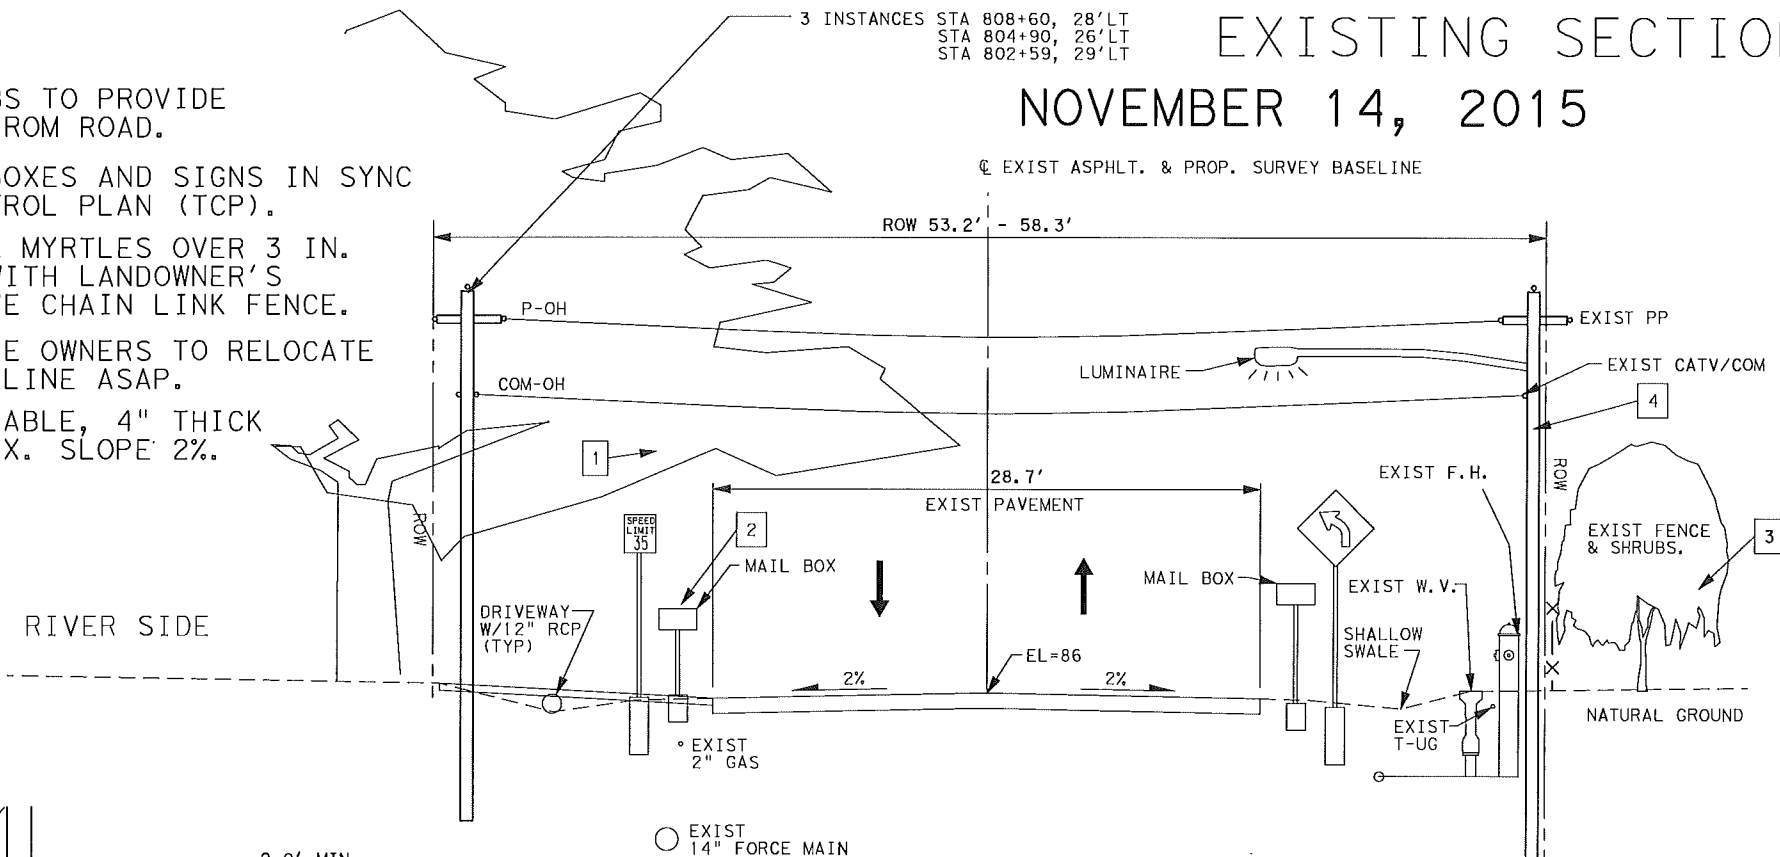 3 INSTANCES STA 808+60, 28'LT
STA 804+90, 26'LT
STA 802+59, 29'LT
EXISTING SECTION
NOVEMBER 14, 2015
℄ EXIST ASPHLT. & PROP. SURVEY BASELINE
S TO PROVIDE
ROM ROAD.
OXES AND SIGNS IN SYNC
ROL PLAN (TCP).
MYRTLES OVER 3 IN.
WITH LANDOWNER'S
E CHAIN LINK FENCE.
E OWNERS TO RELOCATE
LINE ASAP.
ABLE, 4" THICK
X. SLOPE 2%.
ROW 53.2' - 58.3'
P-OH
EXIST PP
LUMINAIRE
EXIST CATV/COM
COM-OH
4
1
28.7'
EXIST PAVEMENT
EXIST F.H.
ROW
ROW
SPEED
LIMIT
35
2
MAIL BOX
MAIL BOX
EXIST W.V.
EXIST FENCE
& SHRUBS.
3
RIVER SIDE
DRIVEWAY
W/12" RCP
(TYP)
SHALLOW
SWALE
EL=86
2%
2%
NATURAL GROUND
EXIST
T-UG
EXIST
2" GAS
EXIST
14" FORCE MAIN